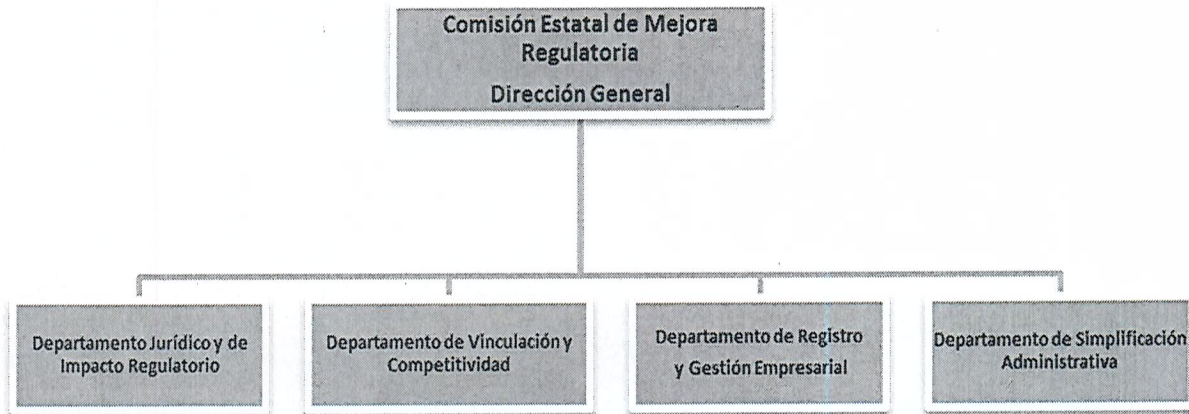 Comisión Estatal de Mejora
Regulatoria
Dirección General
Departamento Jurídico y de
Impacto Regulatorio
Departamento de Vinculación y
Competitividad
Departamento de Registro
y Gestión Empresarial
Departamento de Simplificación
Administrativa